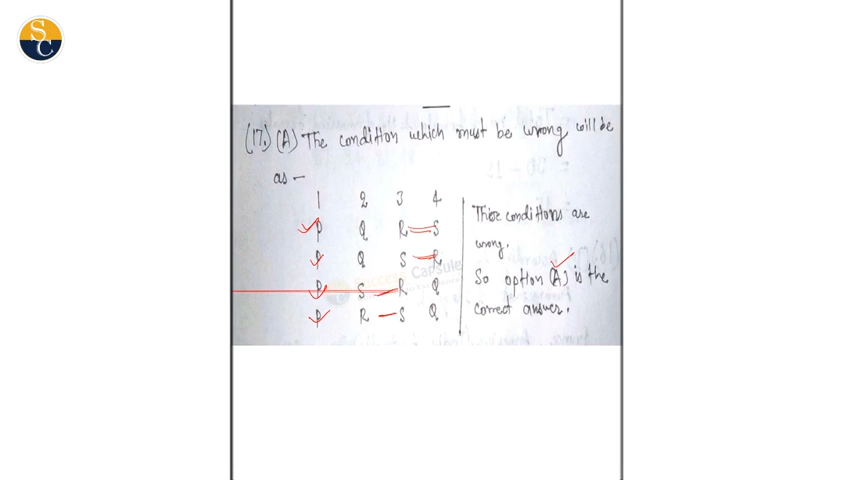 S
C
(17.) (A) The condition which must be wrong will be
as —
1 2 3 4
P Q R S
P Q S R
P S R Q
P R S Q
These conditions are
wrong.
So option (A) is the
correct answer.
Capsule